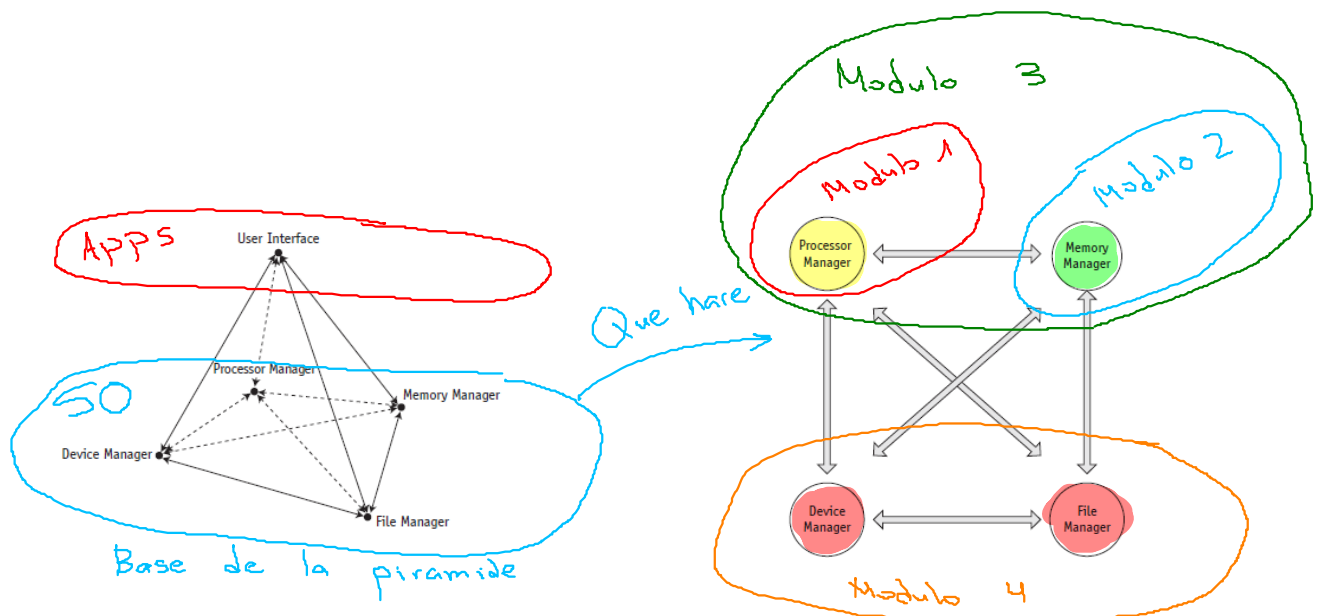 Apps
User Interface
Processor Manager
SO
Memory Manager
Device Manager
File Manager
Base de la piramide
Que hace
Modulo 3
Modulo 1
Modulo 2
Processor
Manager
Memory
Manager
Device
Manager
File
Manager
Modulo 4